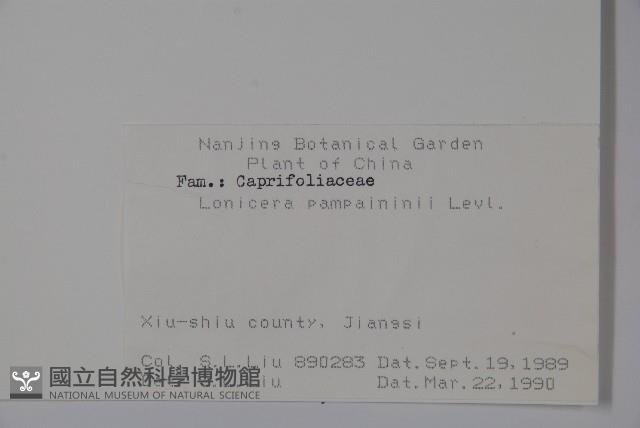 Nanjing Botanical Garden
Plant of China
Fam.: Caprifoliaceae
Lonicera pampaininii Levl.
Xiu-shiu county, Jiangsi
Col. S.L.Liu 890283 Dat.Sept.19,1989
Dat.Mar.22,1990
國立自然科學博物館
NATIONAL MUSEUM OF NATURAL SCIENCE